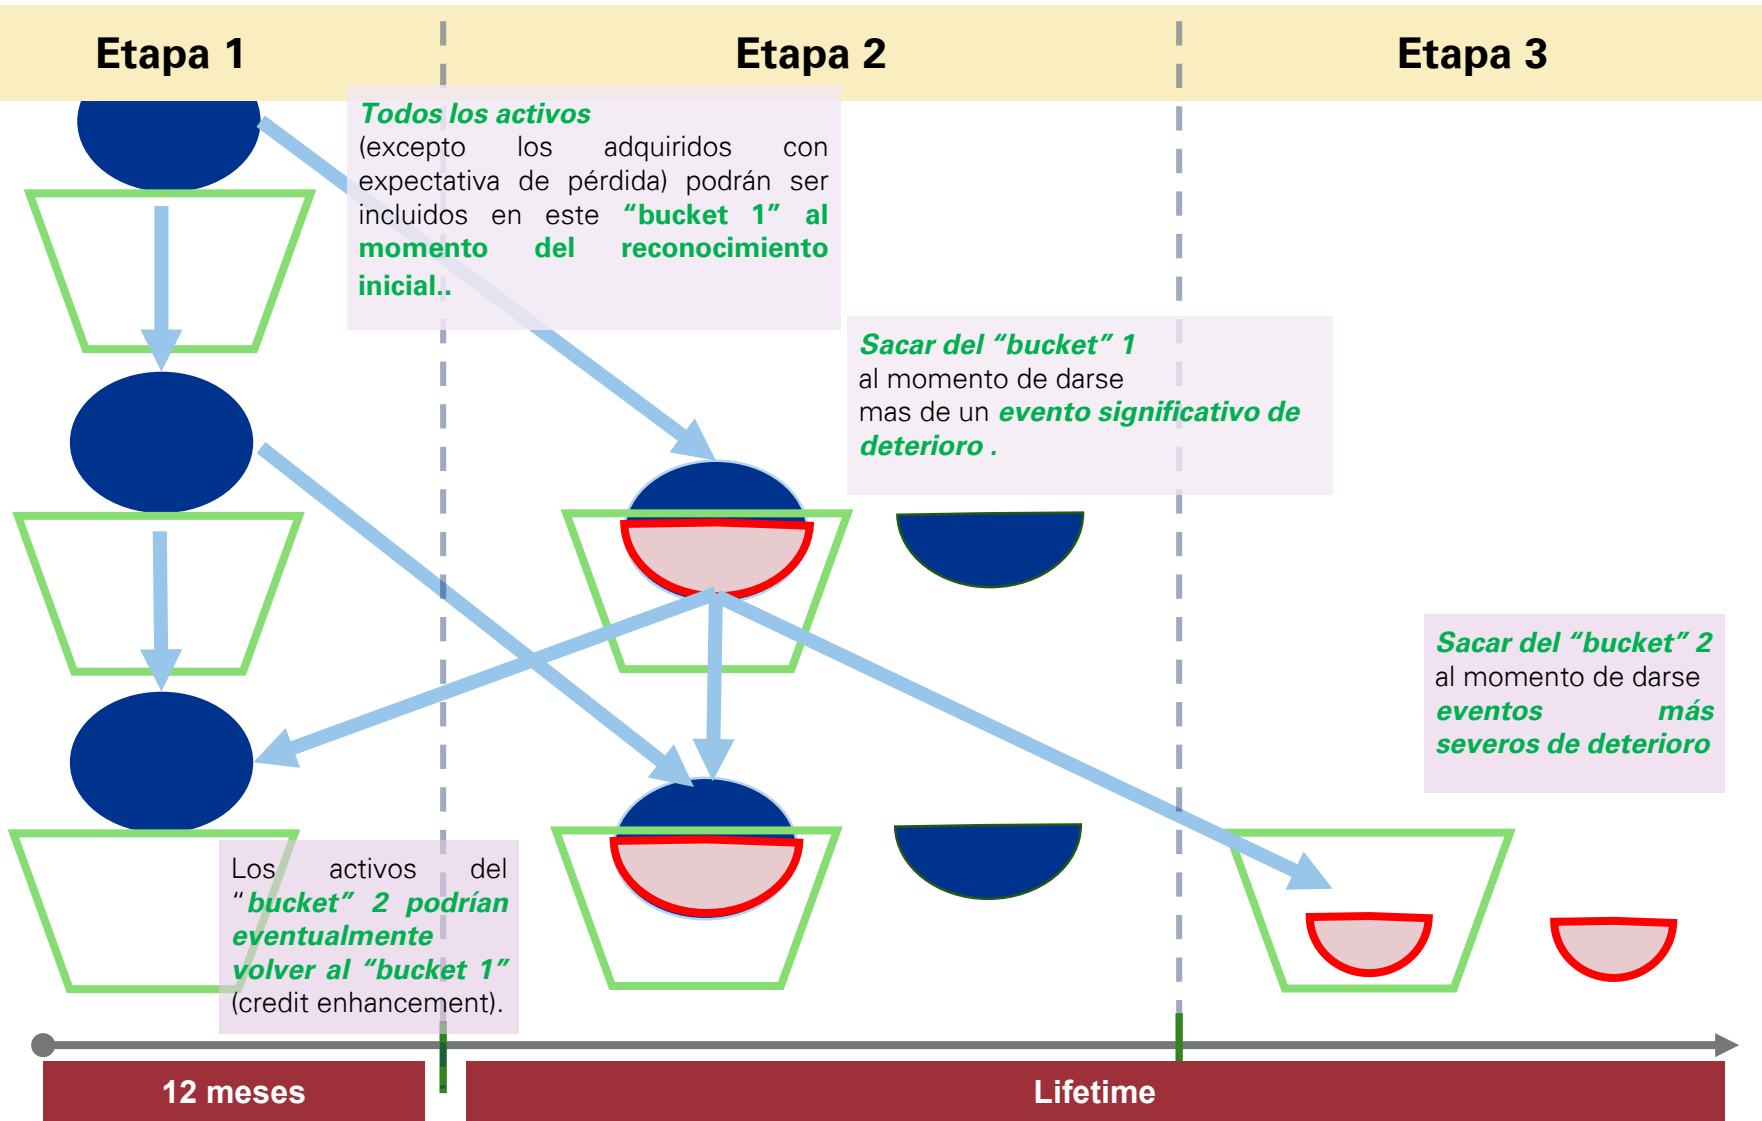 Etapa 1
Etapa 2
Etapa 3
Todos los activos
(excepto los adquiridos con
expectativa de pérdida) podrán ser
incluidos en este “bucket 1” al
momento del reconocimiento
inicial..
Sacar del “bucket” 1
al momento de darse
mas de un evento significativo de
deterioro .
Sacar del “bucket” 2
al momento de darse
eventos más
severos de deterioro
Los activos del
“bucket” 2 podrían
eventualmente
volver al “bucket 1”
(credit enhancement).
12 meses
Lifetime